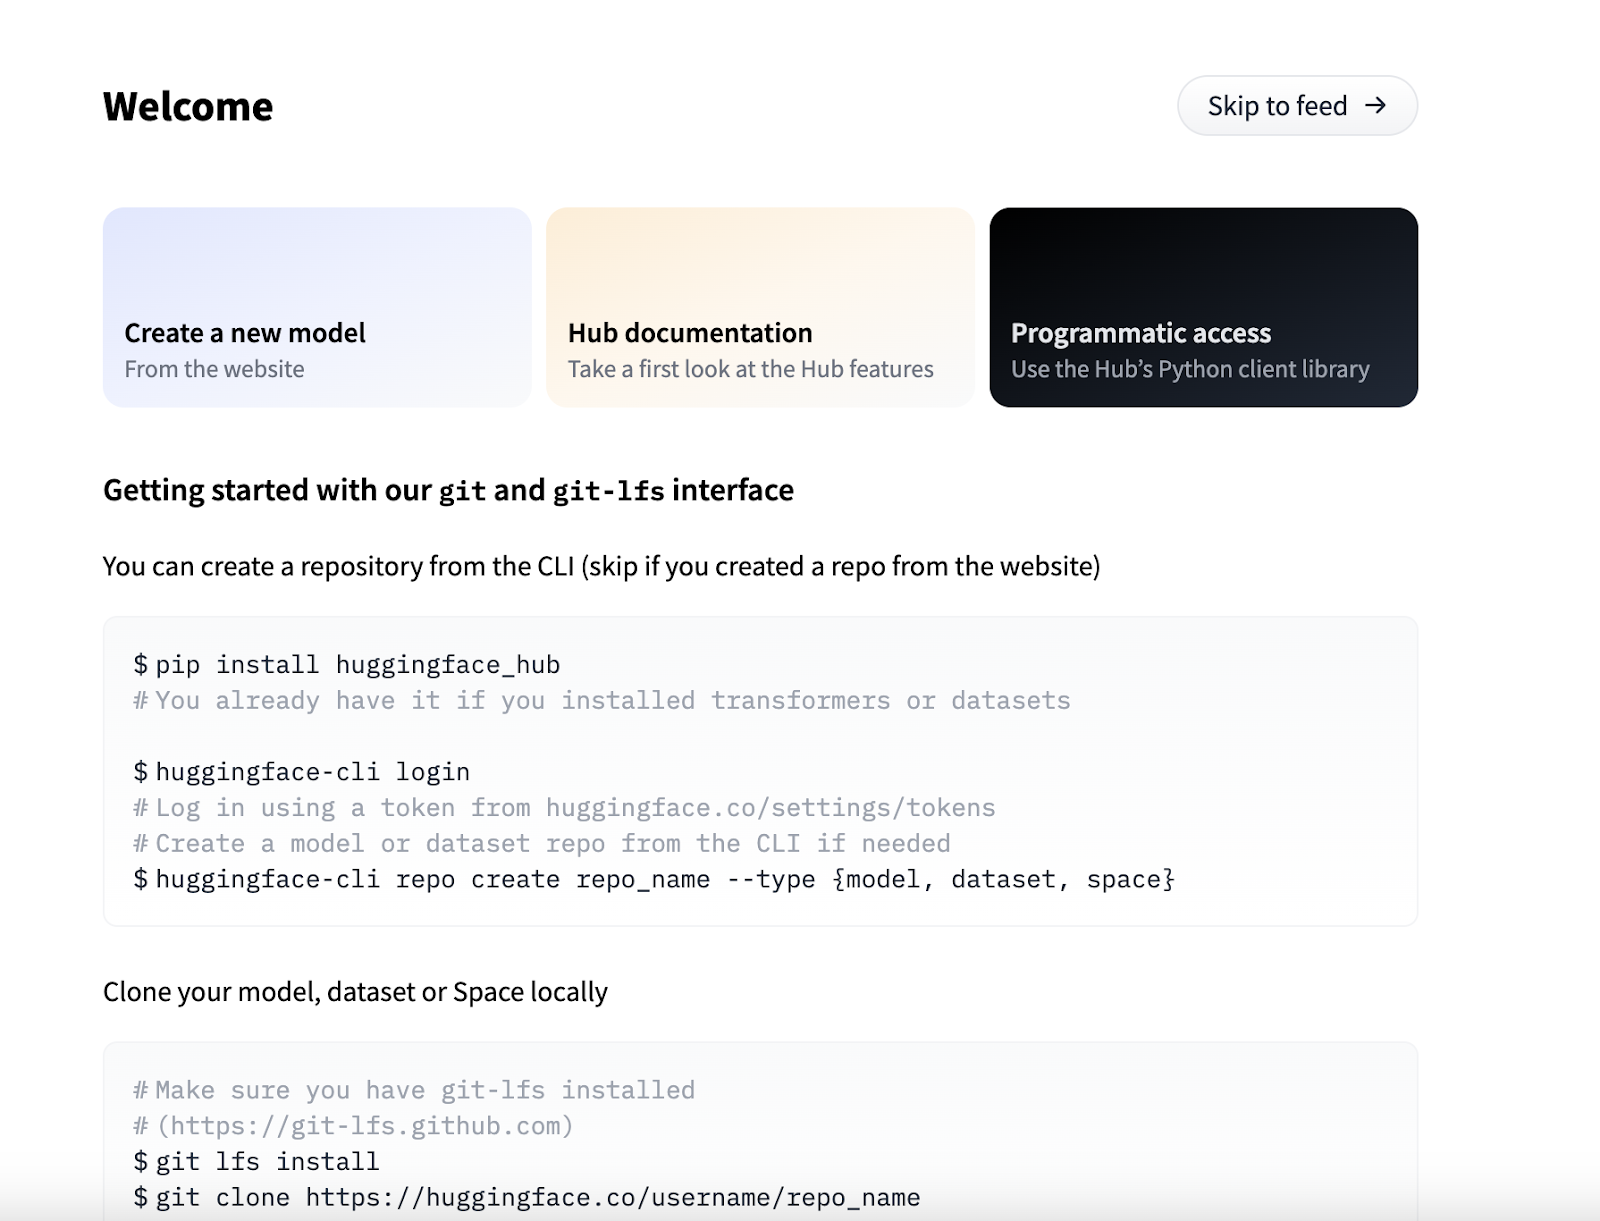 Welcome
Skip to feed →
Create a new model
From the website
Hub documentation
Take a first look at the Hub features
Programmatic access
Use the Hub’s Python client library
Getting started with our git and git-lfs interface
You can create a repository from the CLI (skip if you created a repo from the website)
$ pip install huggingface_hub
# You already have it if you installed transformers or datasets
$ huggingface-cli login
# Log in using a token from huggingface.co/settings/tokens
# Create a model or dataset repo from the CLI if needed
$ huggingface-cli repo create repo_name --type {model, dataset, space}
Clone your model, dataset or Space locally
# Make sure you have git-lfs installed
# (https://git-lfs.github.com)
$ git lfs install
$ git clone https://huggingface.co/username/repo_name